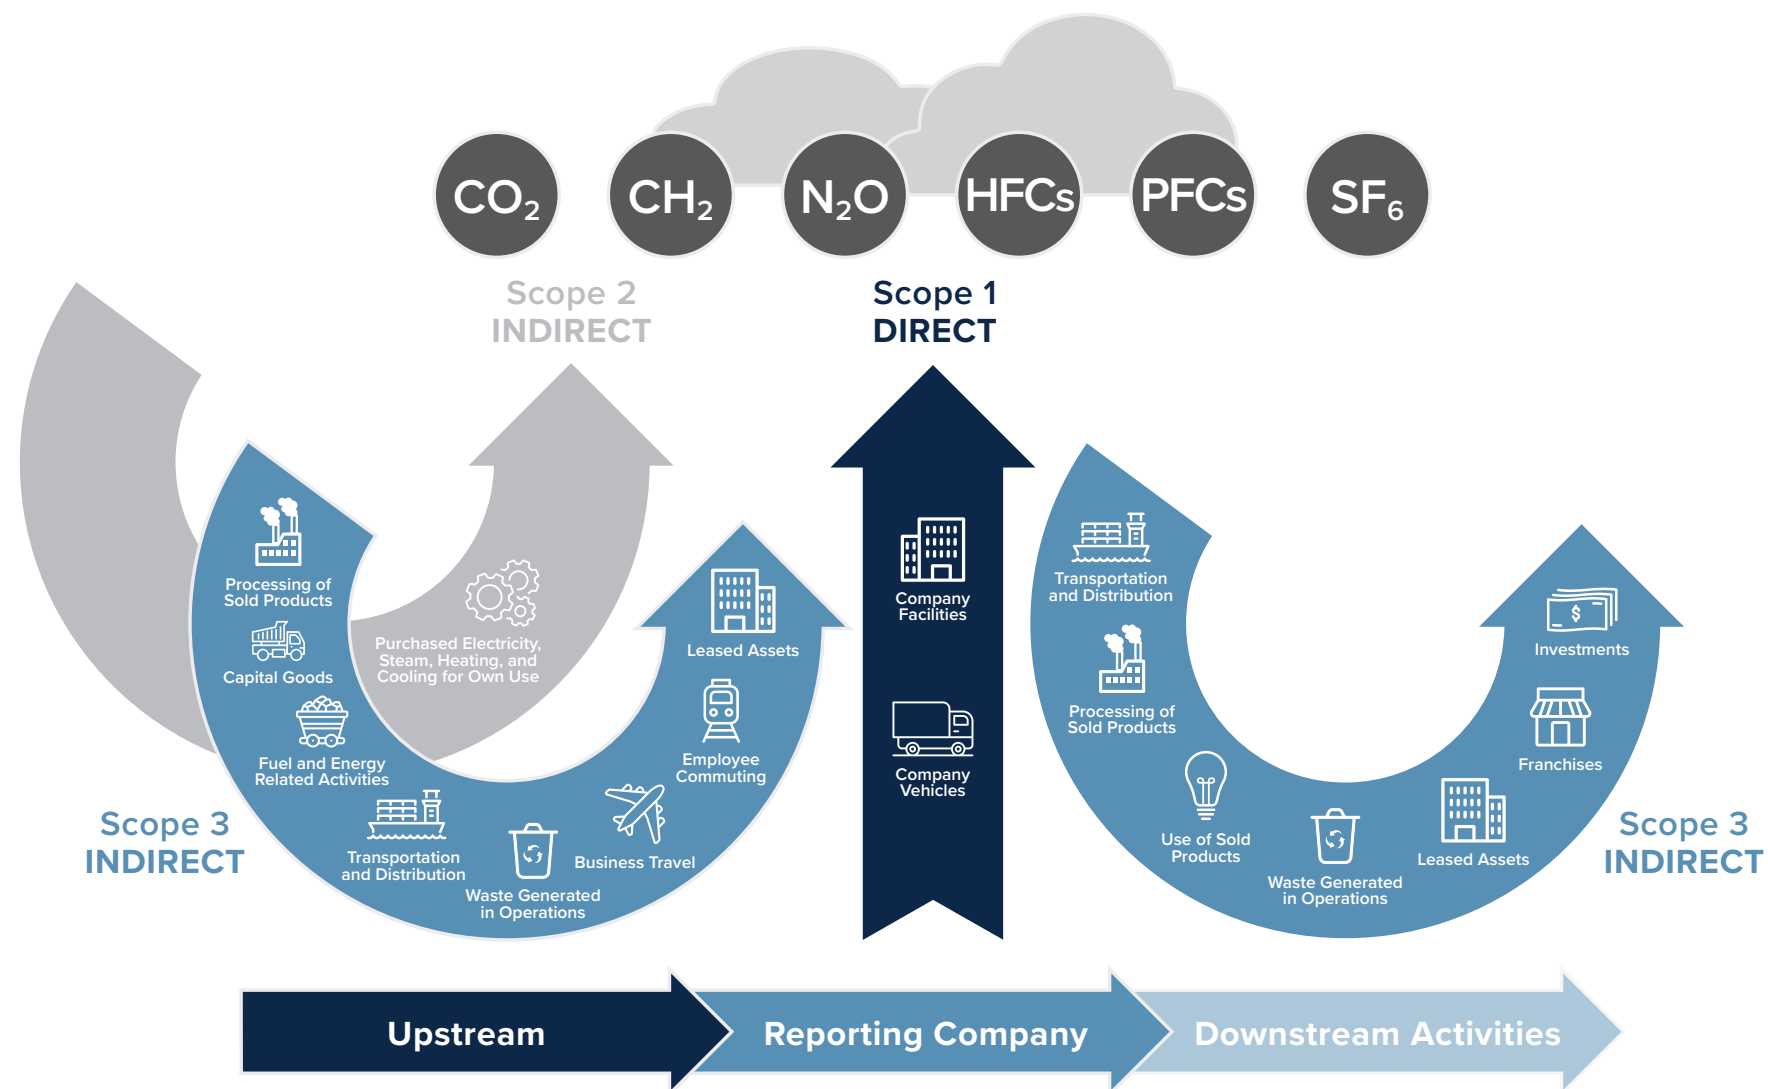 CO₂
CH₂
N₂O
HFCs
PFCs
SF₆
Scope 2
INDIRECT
Scope 1
DIRECT
Processing of
Sold Products
Capital Goods
Fuel and Energy
Related Activities
Transportation
and Distribution
Waste Generated
in Operations
Business Travel
Employee
Commuting
Leased Assets
Purchased Electricity,
Steam, Heating, and
Cooling for Own Use
Scope 3
INDIRECT
Company
Facilities
Company
Vehicles
Transportation
and Distribution
Processing of
Sold Products
Use of Sold
Products
Waste Generated
in Operations
Leased Assets
Franchises
Investments
$
Scope 3
INDIRECT
Upstream
Reporting Company
Downstream Activities